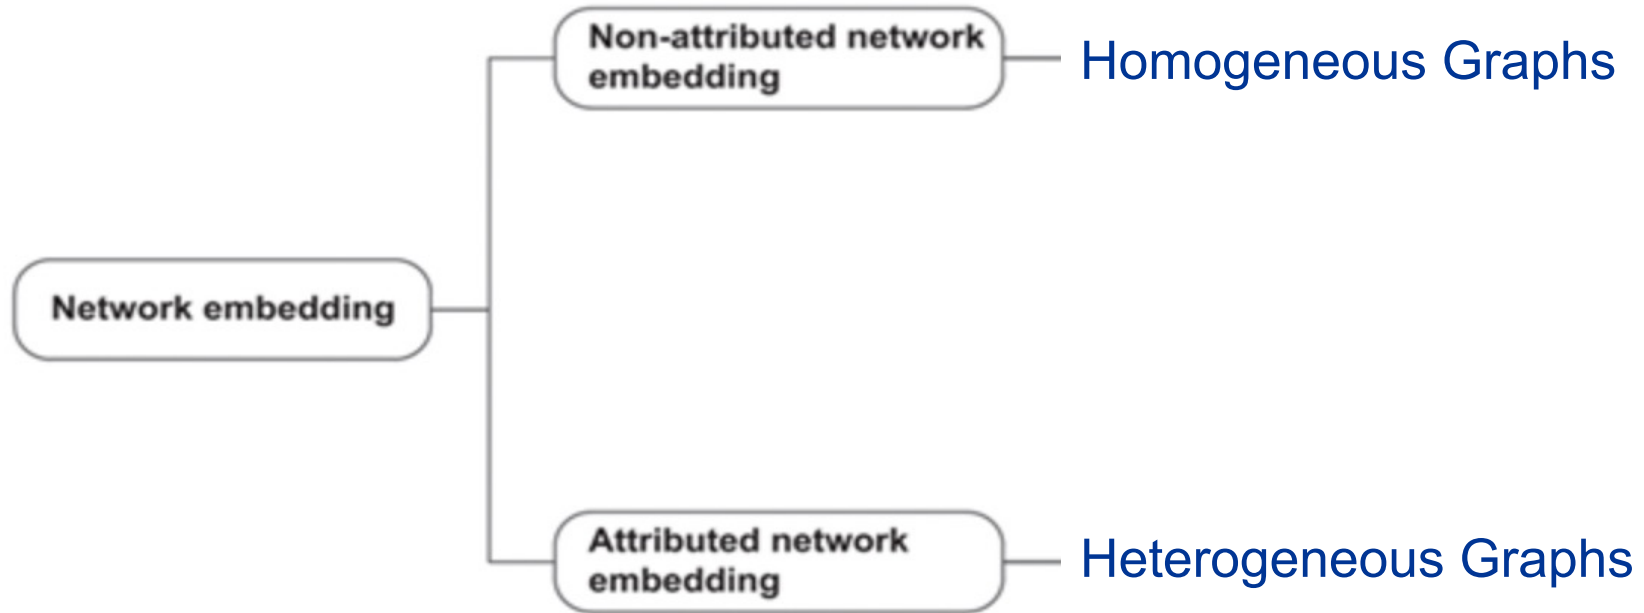 Non-attributed network
embedding
Homogeneous Graphs
Network embedding
Attributed network
embedding
Heterogeneous Graphs